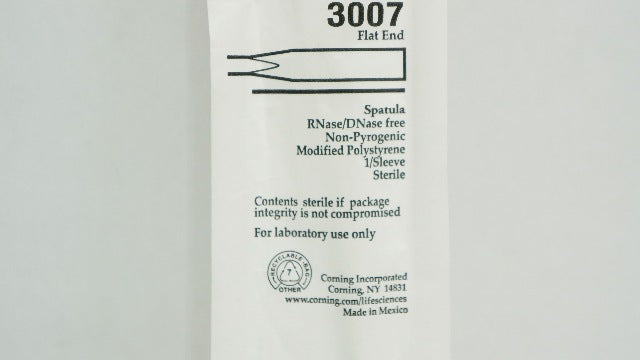 3007
Flat End
Spatula
RNase/DNase free
Non-Pyrogenic
Modified Polystyrene
1/Sleeve
Sterile
Contents sterile if package
integrity is not compromised
For laboratory use only
RECYCLABLE BAG
7
OTHER
Corning Incorporated
Corning, NY 14831
www.corning.com/lifesciences
Made in Mexico